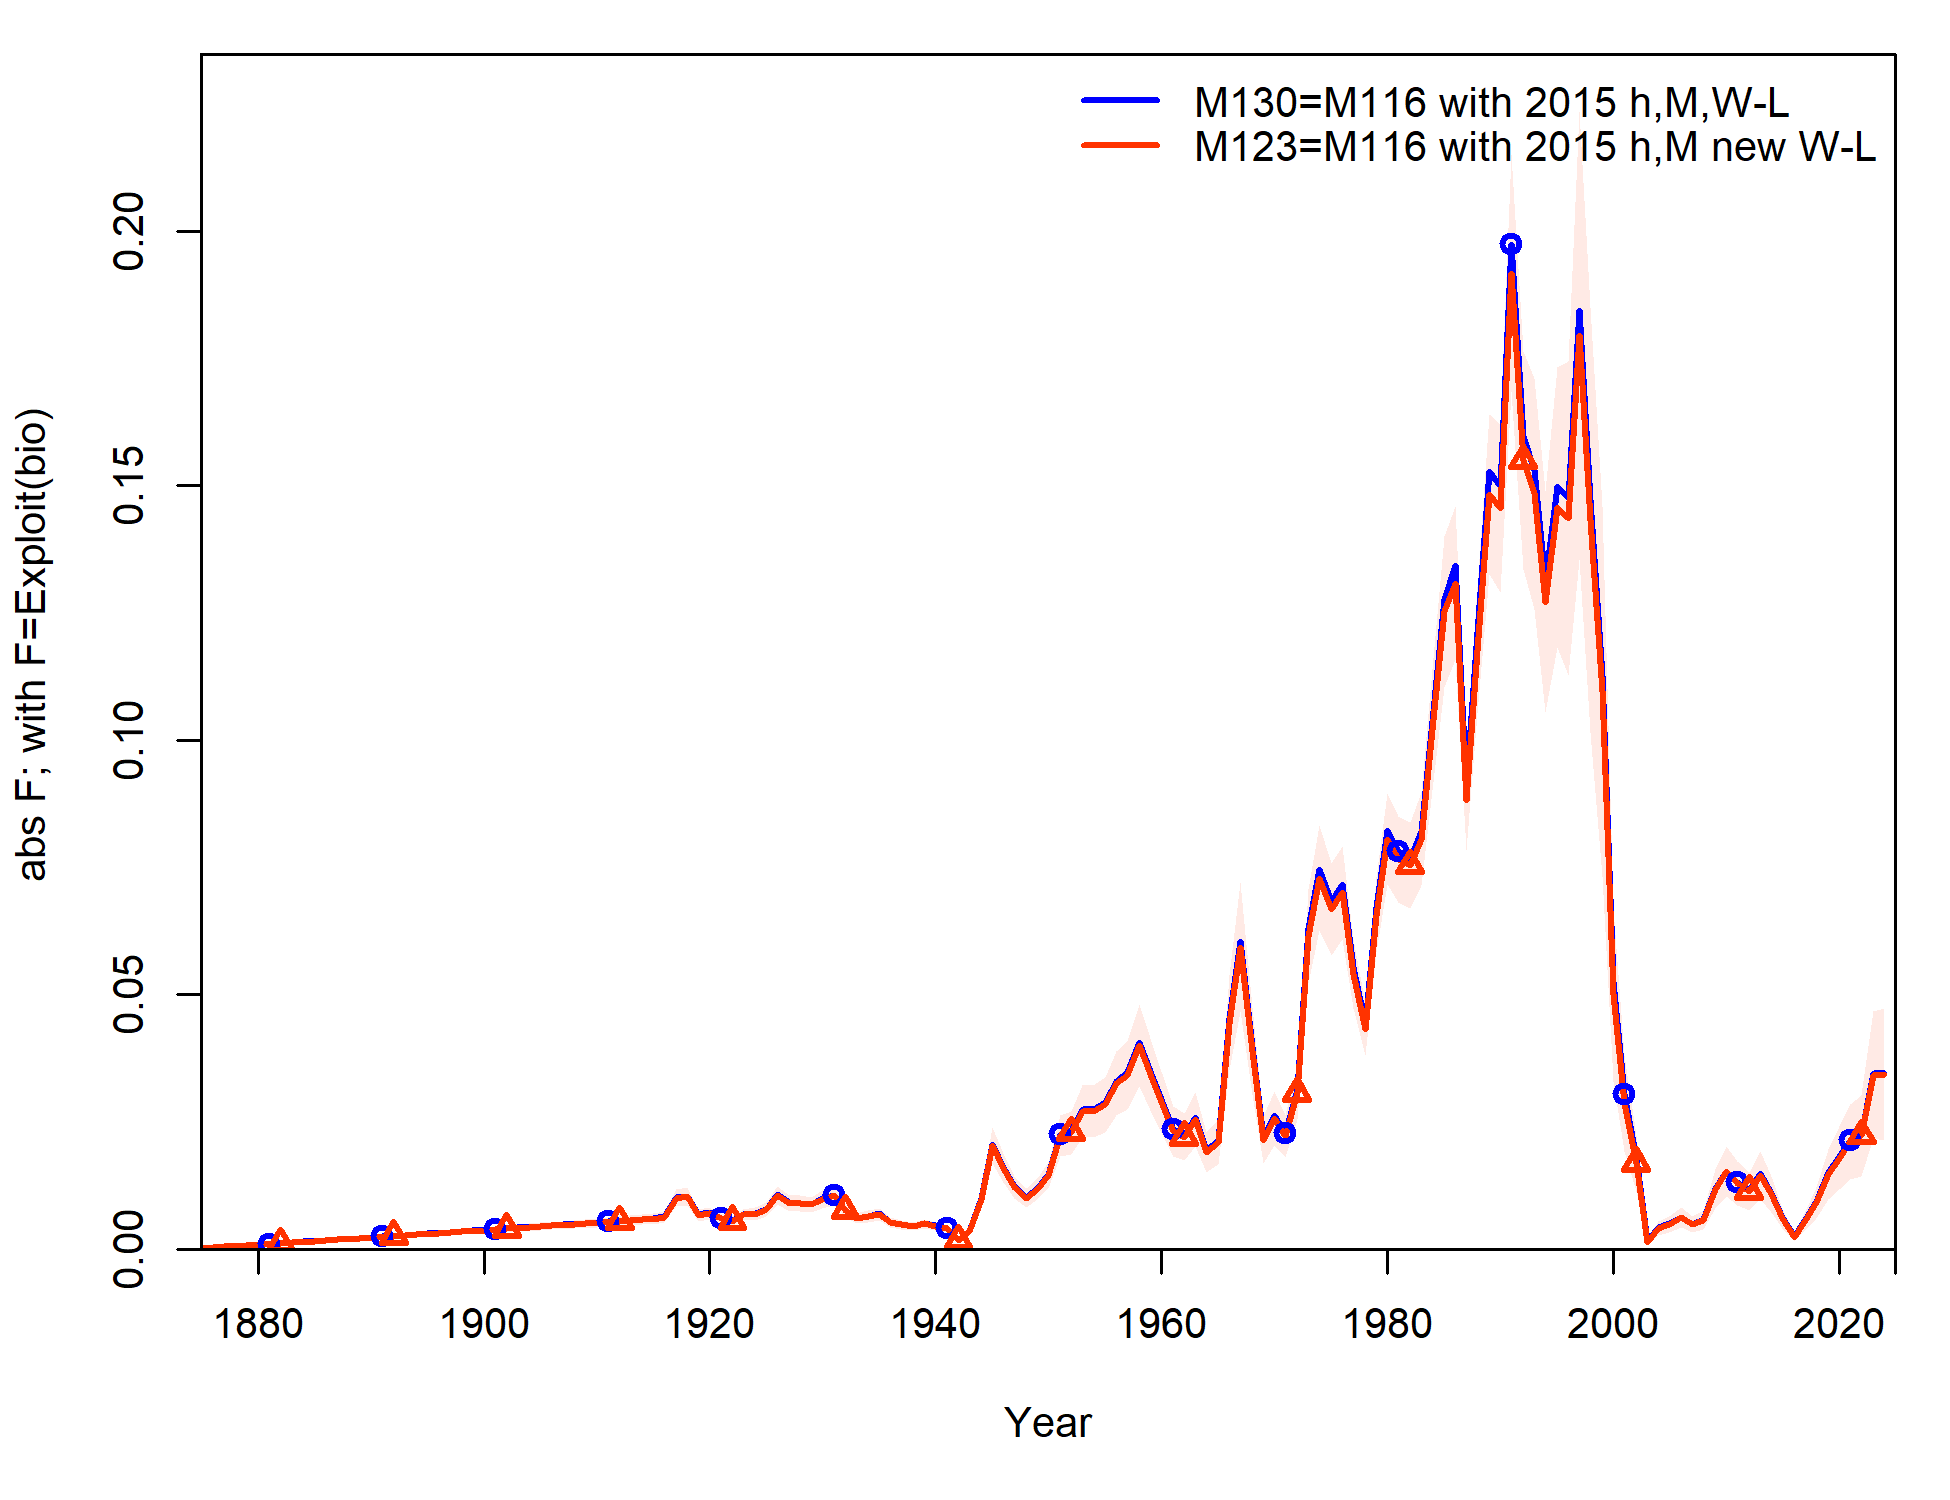 M130=M116 with 2015 h,M,W-L
M123=M116 with 2015 h,M new W-L
abs F; with F=Exploit(bio)
0.20
0.15
0.10
0.05
0.00
1880 1900 1920 1940 1960 1980 2000 2020
Year